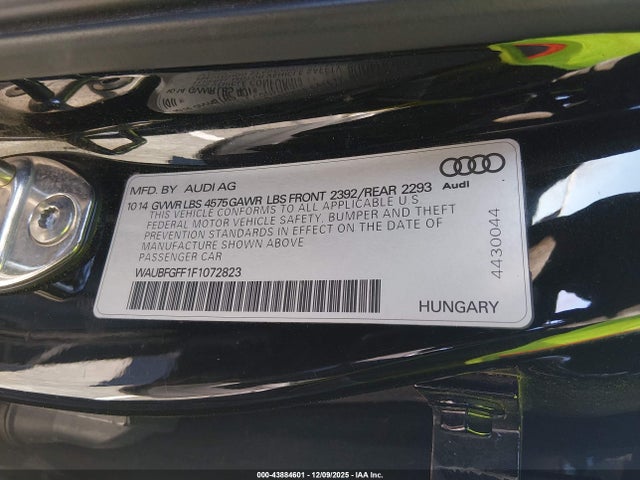 MFD. BY AUDI AG
10 14 GVWR LBS 4575 GAWR LBS FRONT 2392/REAR 2293
THIS VEHICLE CONFORMS TO ALL APPLICABLE U S
FEDERAL MOTOR VEHICLE SAFETY, BUMPER AND THEFT
PREVENTION STANDARDS IN EFFECT ON THE DATE OF
MANUFACTURE SHOWN ABOVE
PASSENGER CAR
WAUBFGFF1F1072823
Audi
4430044
HUNGARY
000-43884601 - 12/09/2025 - IAA Inc.